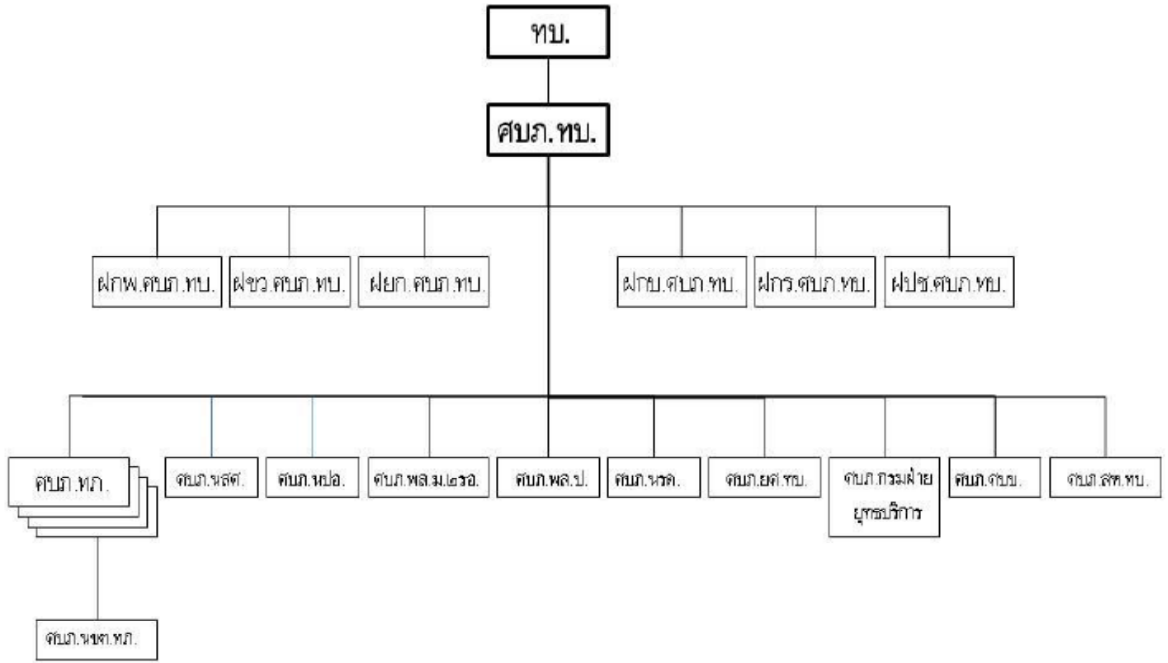 ทบ.
ศบภ.ทบ.
ฝกพ.ศบภ.ทบ.
ฝขว.ศบภ.ทบ.
ฝยก.ศบภ.ทบ.
ฝกบ.ศบภ.ทบ.
ฝกร.ศบภ.ทบ.
ฝปช.ศบภ.ทบ.
ศบภ.ทภ.
ศบภ.นสศ.
ศบภ.นปอ.
ศบภ.พล.ม.๒รอ.
ศบภ.พล.ป.
ศบภ.นรด.
ศบภ.ยศ.ทบ.
ศบภ.กรมฝ่าย
ยุทธบริการ
ศบภ.ศบบ.
ศบภ.สห.ทบ.
ศบภ.นขต.ทภ.